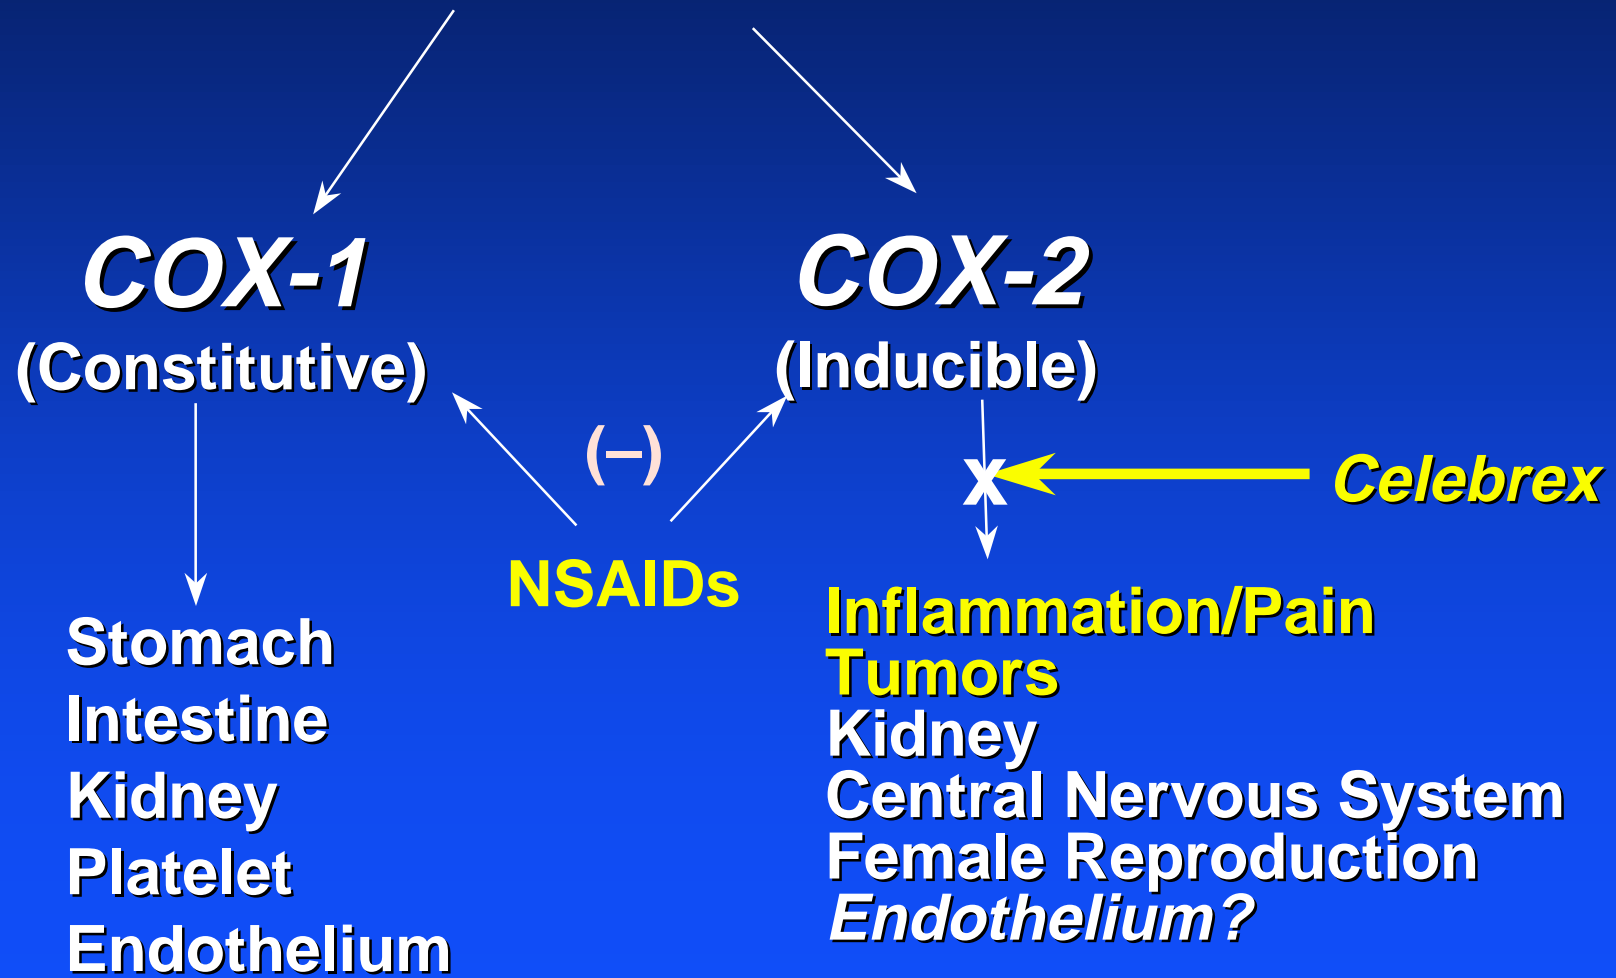 COX-1
(Constitutive)
Stomach
Intestine
Kidney
Platelet
Endothelium
(–)
NSAIDs
COX-2
(Inducible)
X
Celebrex
Inflammation/Pain
Tumors
Kidney
Central Nervous System
Female Reproduction
Endothelium?